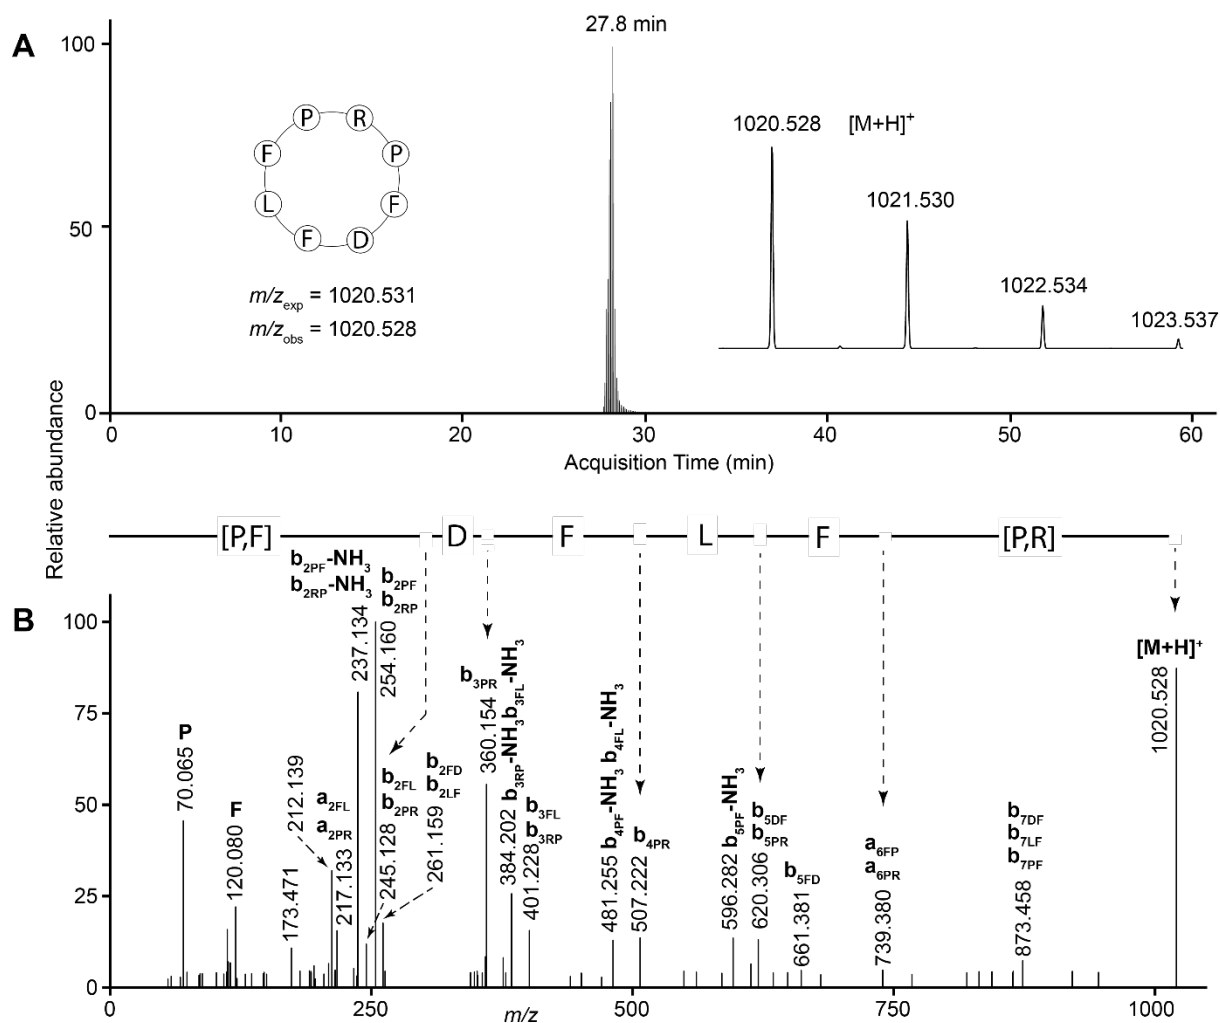 A
27.8 min
100
50
0
P R
F P
L F
F D
m/z_exp = 1020.531
m/z_obs = 1020.528
1020.528 [M+H]+
1021.530
1022.534
1023.537
0 10 20 30 40 50 60
Acquisition Time (min)
Relative abundance
[P,F] D F L F [P,R]
B
100
75
50
25
0
P
70.065
F
120.080
173.471
212.139
a2FL
a2PR
217.133
b2PF-NH3
b2RP-NH3
237.134
b2PF
b2RP
254.160
b2FL
b2PR
245.128
b2FD
b2LF
261.159
b3PR
360.154
b3RP-NH3 b3FL-NH3
384.202
b3FL
b3RP
401.228
b4PF-NH3 b4FL-NH3
481.255
b4PR
507.222
b5PF-NH3
596.282
b5DF
b5PR
620.306
b5FD
661.381
a6FP
a6PR
739.380
b7DF
b7LF
b7PF
873.458
[M+H]+
1020.528
0 250 500 750 1000
m/z